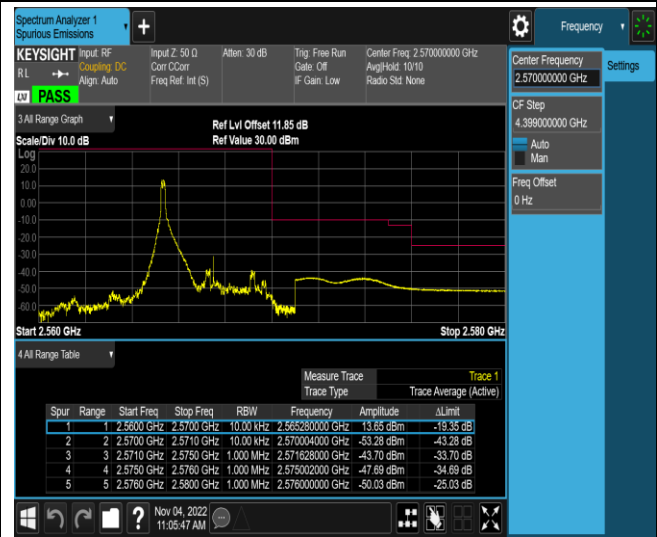 Spectrum Analyzer 1
Spurious Emissions
Frequency
KEYSIGHT
R L
LXI
PASS
Input: RF
Coupling: DC
Align: Auto
Input Z: 50 Ω
Corr CCorr
Freq Ref: Int (S)
Atten: 30 dB
Trig: Free Run
Gate: Off
IF Gain: Low
Center Freq: 2.570000000 GHz
Avg|Hold: 10/10
Radio Std: None
Center Frequency
2.570000000 GHz
Settings
CF Step
4.399000000 GHz
Auto
Man
Freq Offset
0 Hz
3 All Range Graph
Ref Lvl Offset 11.85 dB
Scale/Div 10.0 dB
Ref Value 30.00 dBm
Log
20.0
10.0
0.00
-10.0
-20.0
-30.0
-40.0
-50.0
-60.0
Start 2.560 GHz
Stop 2.580 GHz
4 All Range Table
Measure Trace Trace 1
Trace Type Trace Average (Active)
Spur Range Start Freq Stop Freq RBW Frequency Amplitude ΔLimit
1 1 2.5600 GHz 2.5700 GHz 10.00 kHz 2.565280000 GHz 13.65 dBm -19.35 dB
2 2 2.5700 GHz 2.5710 GHz 10.00 kHz 2.570004000 GHz -53.28 dBm -43.28 dB
3 3 2.5710 GHz 2.5750 GHz 1.000 MHz 2.571628000 GHz -43.70 dBm -33.70 dB
4 4 2.5750 GHz 2.5760 GHz 1.000 MHz 2.575002000 GHz -47.69 dBm -34.69 dB
5 5 2.5760 GHz 2.5800 GHz 1.000 MHz 2.576000000 GHz -50.03 dBm -25.03 dB
Nov 04, 2022
11:05:47 AM